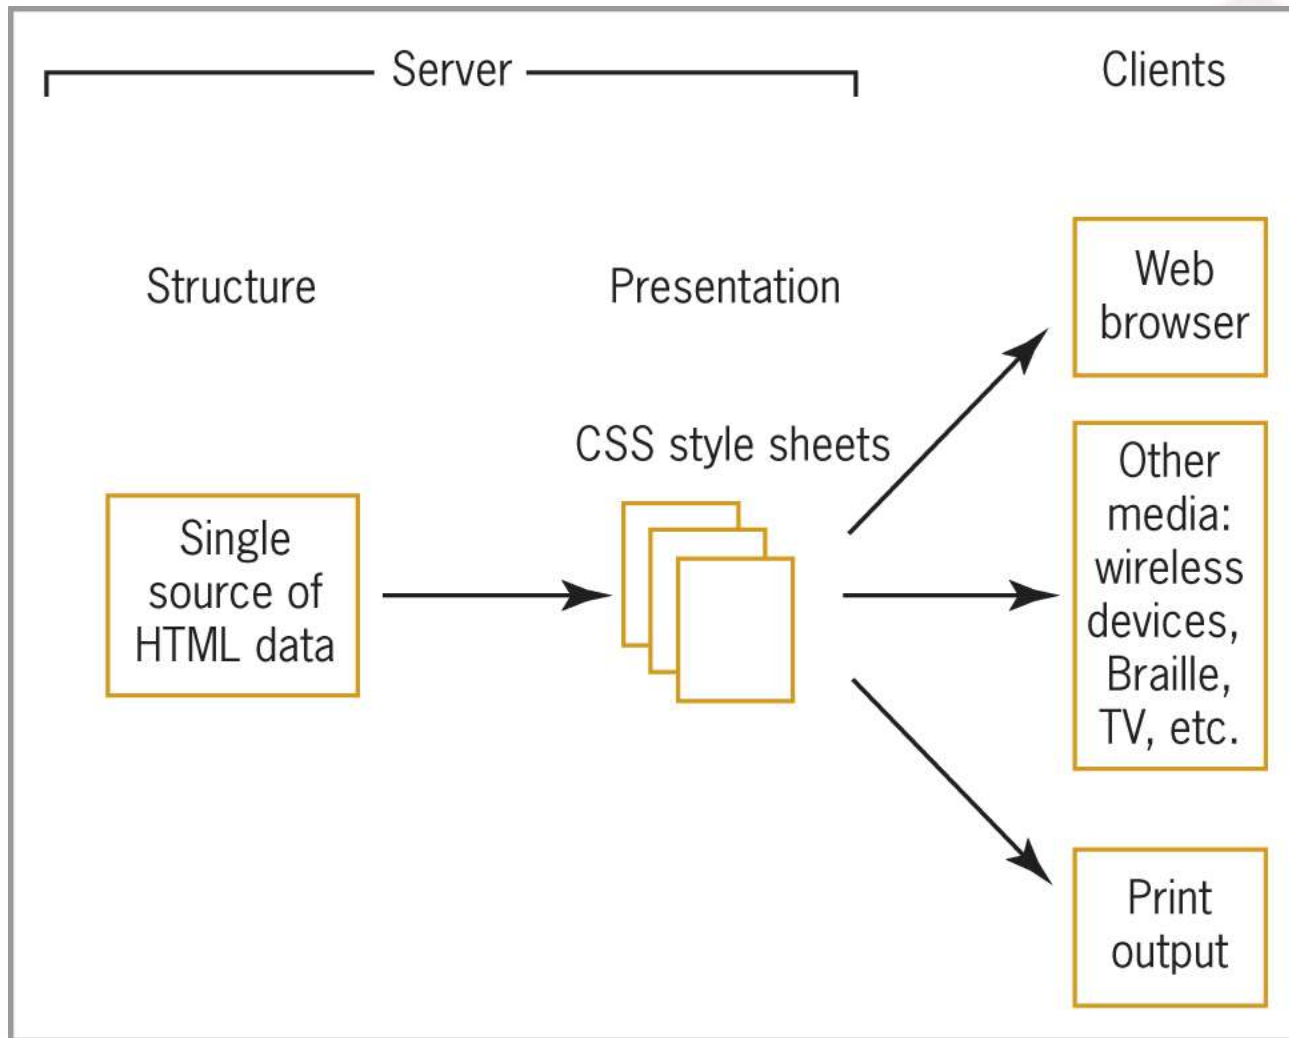 Server
Clients
Structure
Presentation
CSS style sheets
Single
source of
HTML data
Web
browser
Other
media:
wireless
devices,
Braille,
TV, etc.
Print
output